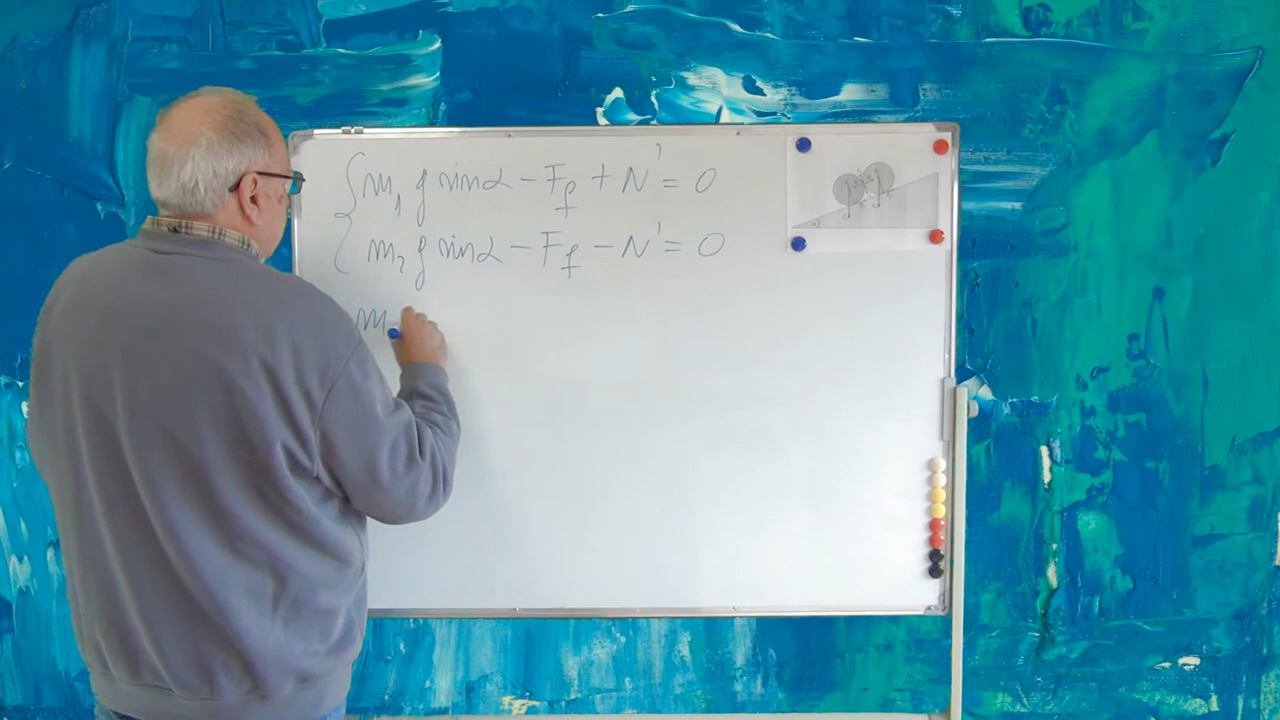 m₁ g sinα − F_f + N' = 0
m₂ g sinα − F_f − N' = 0
m